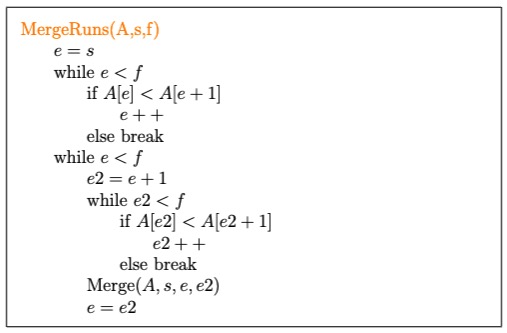 MergeRuns(A,s,f)
e = s
while e < f
if A[e] < A[e + 1]
e + +
else break
while e < f
e2 = e + 1
while e2 < f
if A[e2] < A[e2 + 1]
e2 + +
else break
Merge(A, s, e, e2)
e = e2